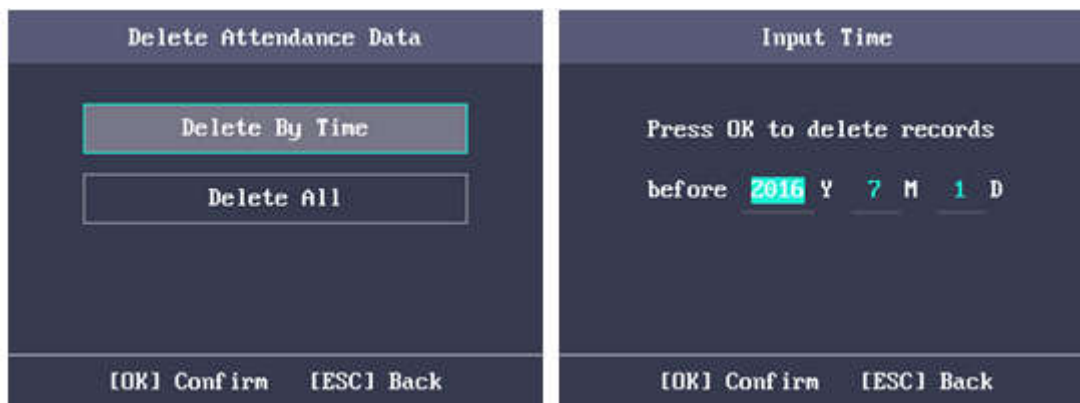 Delete Attendance Data
Delete By Time
Delete All
[OK] Confirm [ESC] Back
Input Time
Press OK to delete records
before 2016 Y 7 M 1 D
[OK] Confirm [ESC] Back